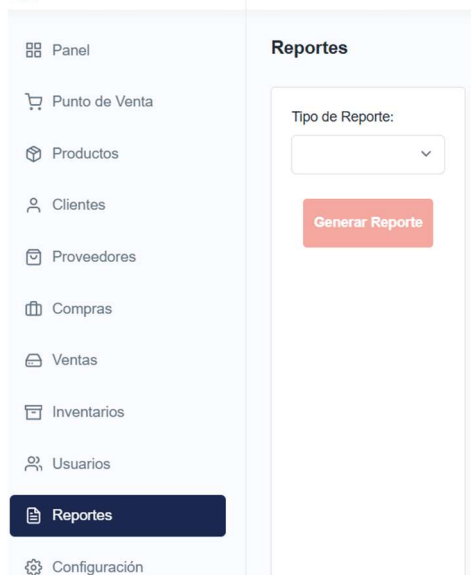 Panel
Punto de Venta
Productos
Clientes
Proveedores
Compras
Ventas
Inventarios
Usuarios
Reportes
Configuración
Reportes
Tipo de Reporte:
Generar Reporte